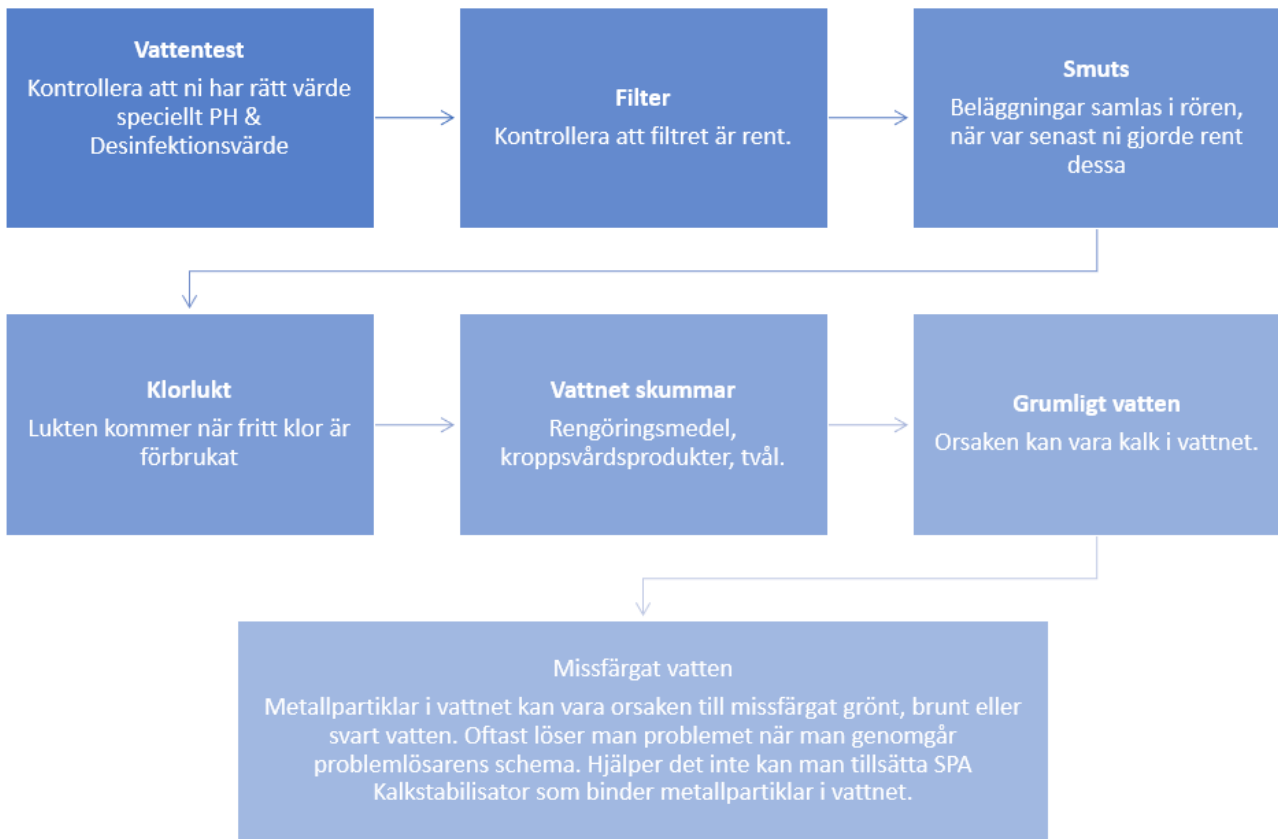 Vattentest
Kontrollera att ni har rätt värde
speciellt PH &
Desinfektionsvärde
Filter
Kontrollera att filtret är rent.
Smuts
Beläggningar samlas i rören,
när var senast ni gjorde rent
dessa
Klorlukt
Lukten kommer när fritt klor är
förbrukat
Vattnet skummar
Rengöringsmedel,
kroppsvårdsprodukter, tvål.
Grumligt vatten
Orsaken kan vara kalk i vattnet.
Missfärgat vatten
Metallpartiklar i vattnet kan vara orsaken till missfärgat grönt, brunt eller
svart vatten. Oftast löser man problemet när man genomgår
problemlösarens schema. Hjälper det inte kan man tillsätta SPA
Kalkstabilisator som binder metallpartiklar i vattnet.